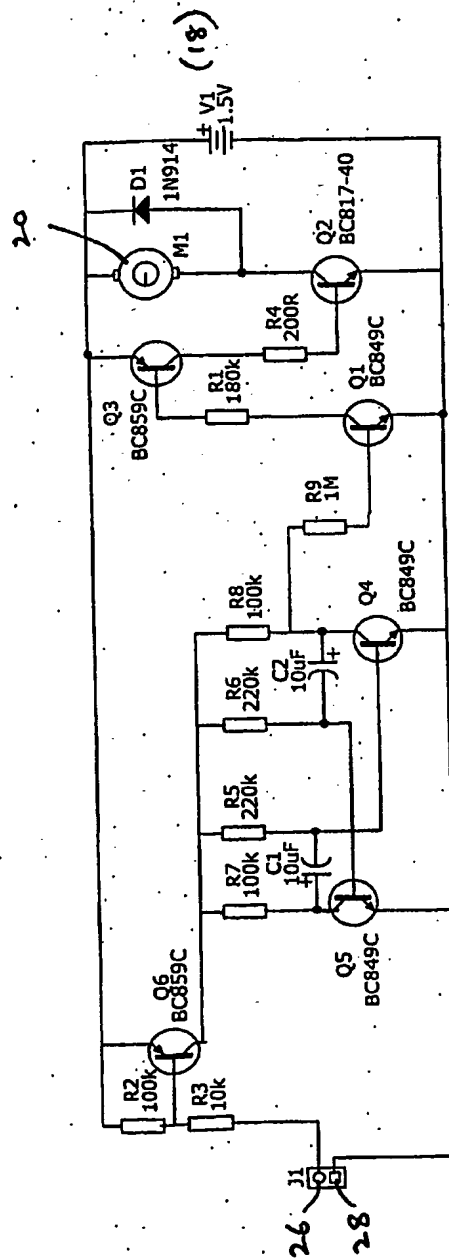 20
(18)
V1
1.5V
D1
1N914
M1
Q2
BC817-40
R4
200R
Q3
BC859C
R1
180k
Q1
BC849C
R9
1M
R8
100k
C2
10uF
Q4
BC849C
R6
220k
R5
220k
R7
100k
C1
10uF
Q5
BC849C
Q6
BC859C
R2
100k
R3
10k
J1
26
28